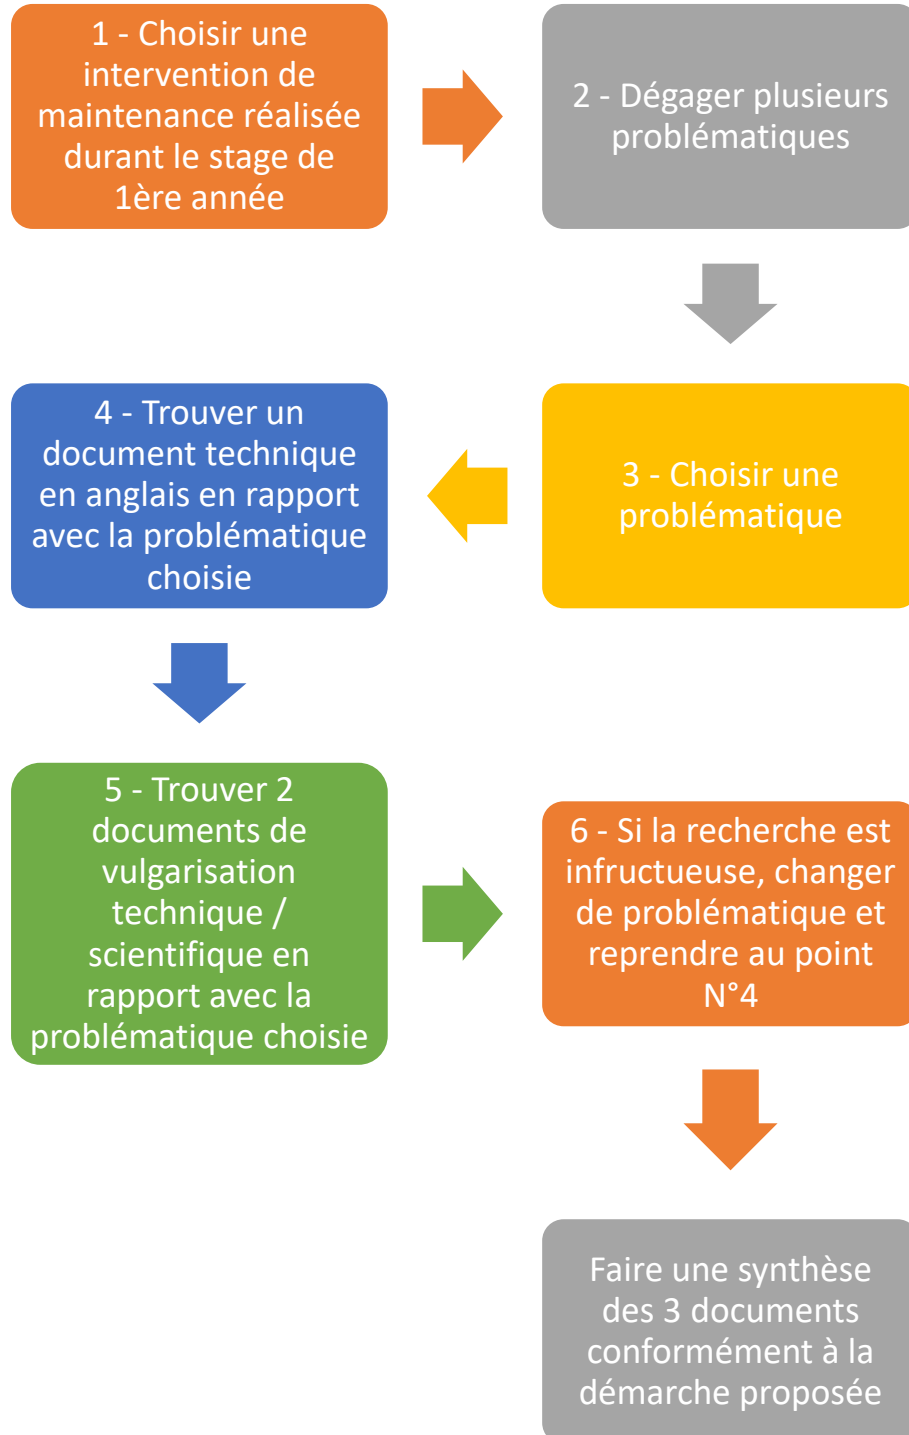 1 - Choisir une
intervention de
maintenance réalisée
durant le stage de
1ère année
2 - Dégager plusieurs
problématiques
3 - Choisir une
problématique
4 - Trouver un
document technique
en anglais en rapport
avec la problématique
choisie
5 - Trouver 2
documents de
vulgarisation
technique /
scientifique en
rapport avec la
problématique choisie
6 - Si la recherche est
infructueuse, changer
de problématique et
reprendre au point
N°4
Faire une synthèse
des 3 documents
conformément à la
démarche proposée